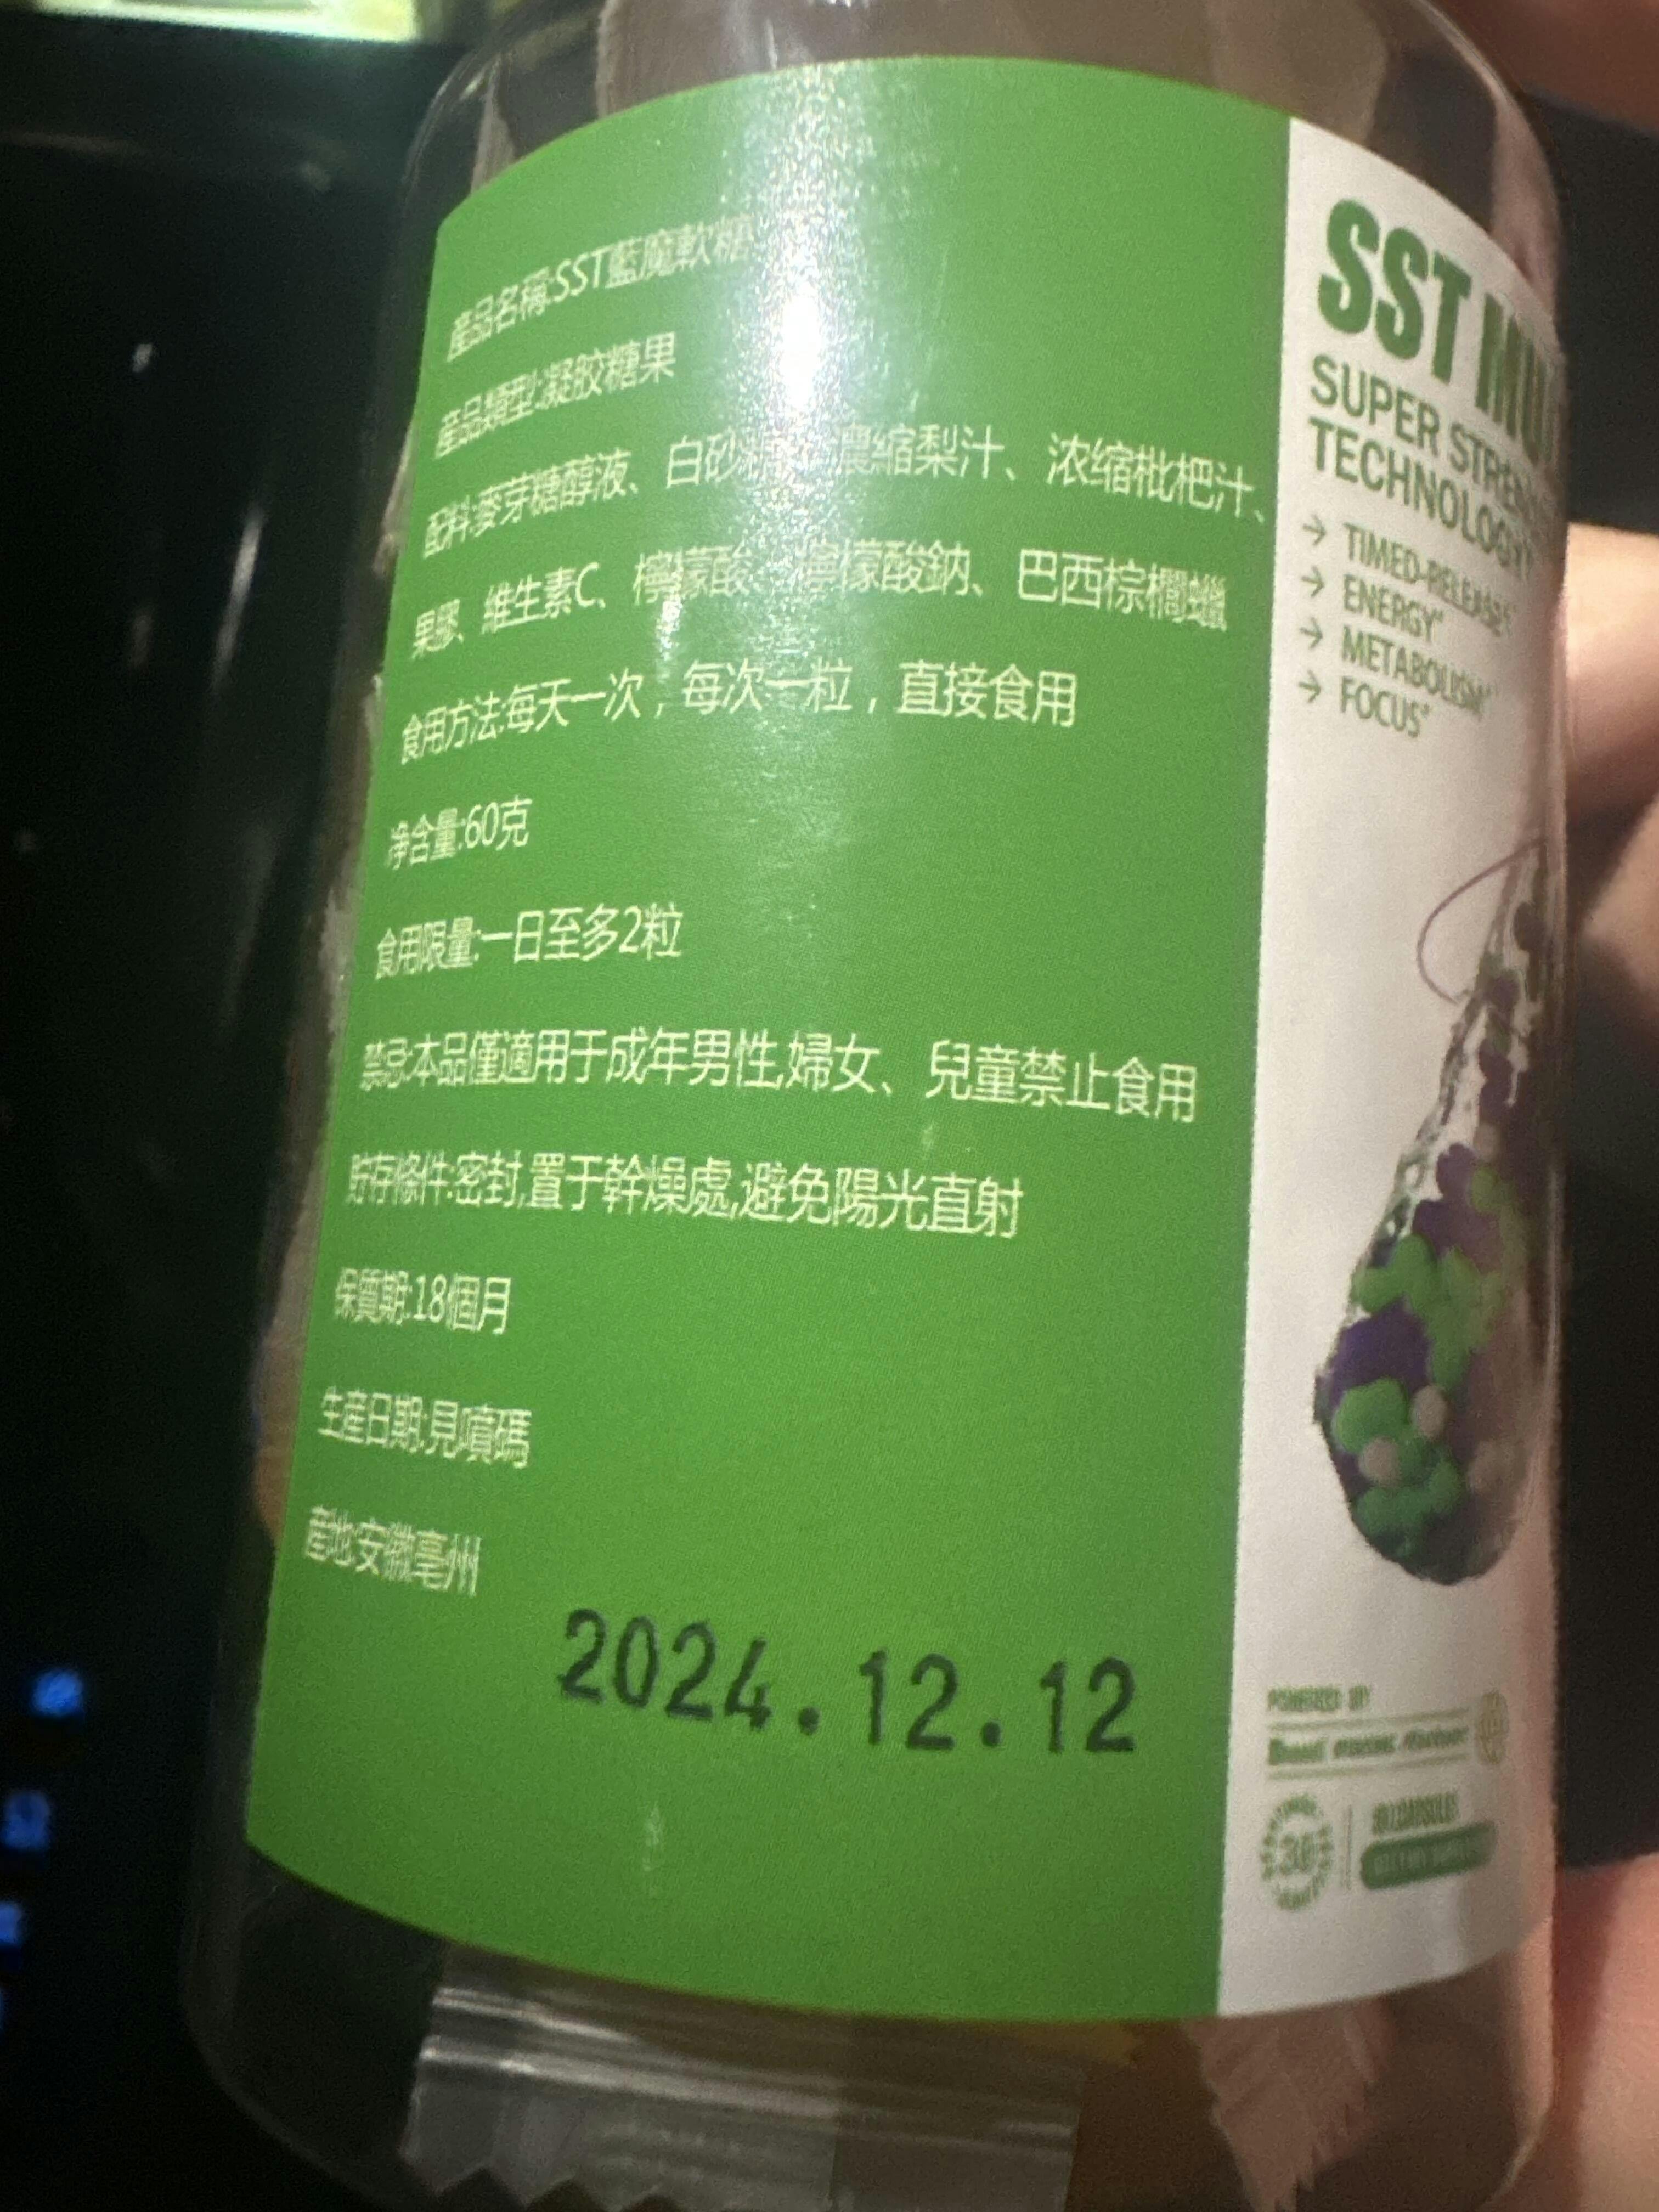 產品名稱:SST藍魔軟糖
產品類型:凝胶糖果
配料:麥芽糖醇液、白砂糖、濃縮梨汁、浓缩枇杷汁、
果膠、維生素C、檸檬酸、檸檬酸鈉、巴西棕櫚蠟
食用方法:每天一次，每次一粒，直接食用
净含量:60克
食用限量:一日至多2粒
禁忌:本品僅適用于成年男性,婦女、兒童禁止食用
貯存條件:密封,置于幹燥處,避免陽光直射
保質期:18個月
生産日期:見噴碼
産地:安徽亳州
2024.12.12
SST
SUPER STREN
TECHNOLOGY
→ TIMED-RELEASE
→ ENERGY*
→ METABOLISM*
→ FOCUS*
POWERED BY
30